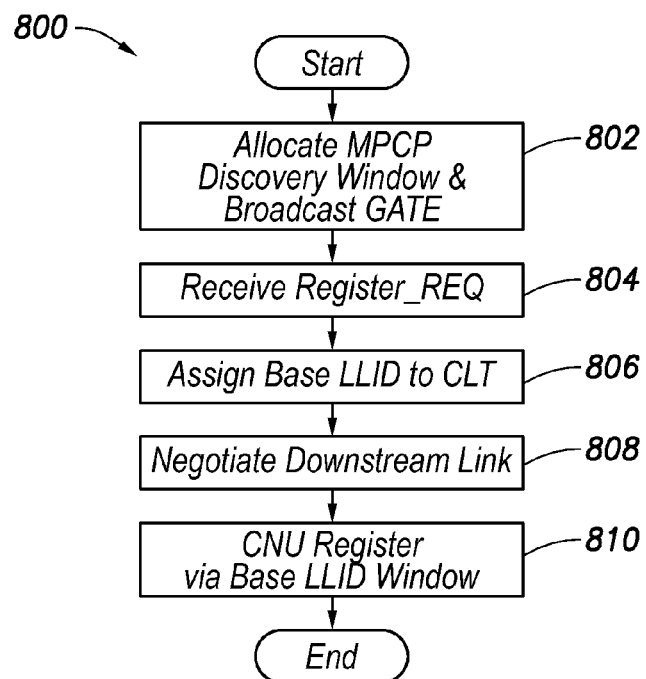 800
Start
Allocate MPCP
Discovery Window &
Broadcast GATE
802
Receive Register_REQ
804
Assign Base LLID to CLT
806
Negotiate Downstream Link
808
CNU Register
via Base LLID Window
810
End